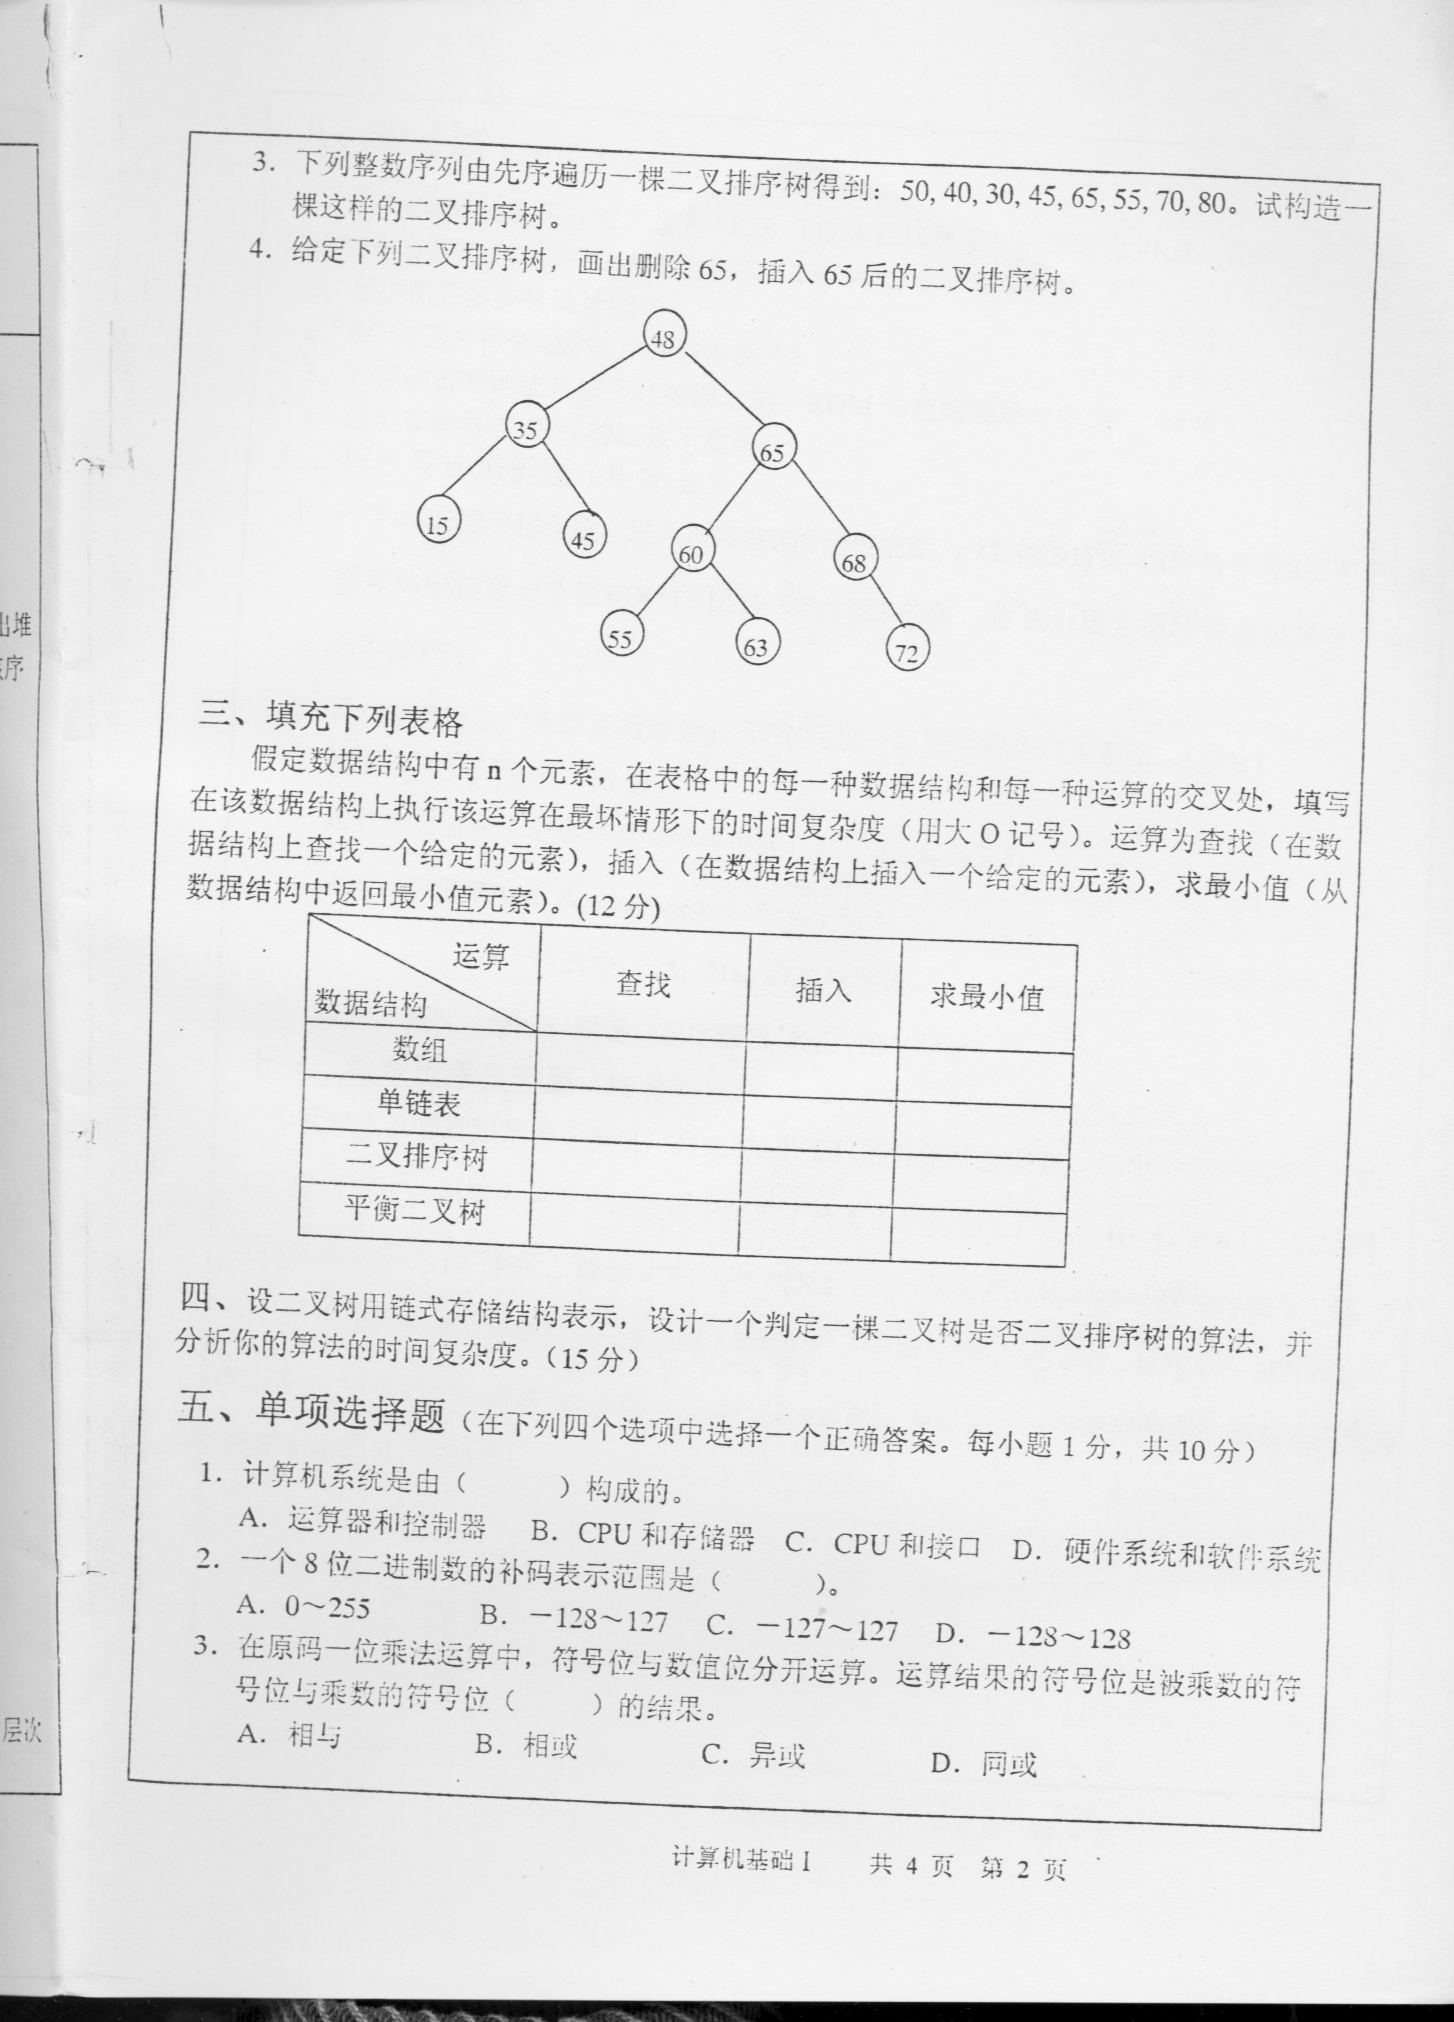 3. 下列整数序列由先序遍历一棵二叉排序树得到：50, 40, 30, 45, 65, 55, 70, 80。试构造一
棵这样的二叉排序树。
4. 给定下列二叉排序树，画出删除 65，插入 65 后的二叉排序树。
48
35
65
15
45
60
68
55
63
72
出堆
序
三、填充下列表格
假定数据结构中有 n 个元素，在表格中的每一种数据结构和每一种运算的交叉处，填写
在该数据结构上执行该运算在最坏情形下的时间复杂度（用大 O 记号）。运算为查找（在数
据结构上查找一个给定的元素），插入（在数据结构上插入一个给定的元素），求最小值（从
数据结构中返回最小值元素）。(12 分)
运算
数据结构
查找
插入
求最小值
数组
单链表
二叉排序树
平衡二叉树
四、设二叉树用链式存储结构表示，设计一个判定一棵二叉树是否二叉排序树的算法，并
分析你的算法的时间复杂度。（15 分）
五、单项选择题（在下列四个选项中选择一个正确答案。每小题 1 分，共 10 分）
1. 计算机系统是由（ ）构成的。
A. 运算器和控制器 B. CPU 和存储器 C. CPU 和接口 D. 硬件系统和软件系统
2. 一个 8 位二进制数的补码表示范围是（ ）。
A. 0～255 B. －128～127 C. －127～127 D. －128～128
3. 在原码一位乘法运算中，符号位与数值位分开运算。运算结果的符号位是被乘数的符
号位与乘数的符号位（ ）的结果。
A. 相与 B. 相或 C. 异或 D. 同或
层次
计算机基础 I 共 4 页 第 2 页